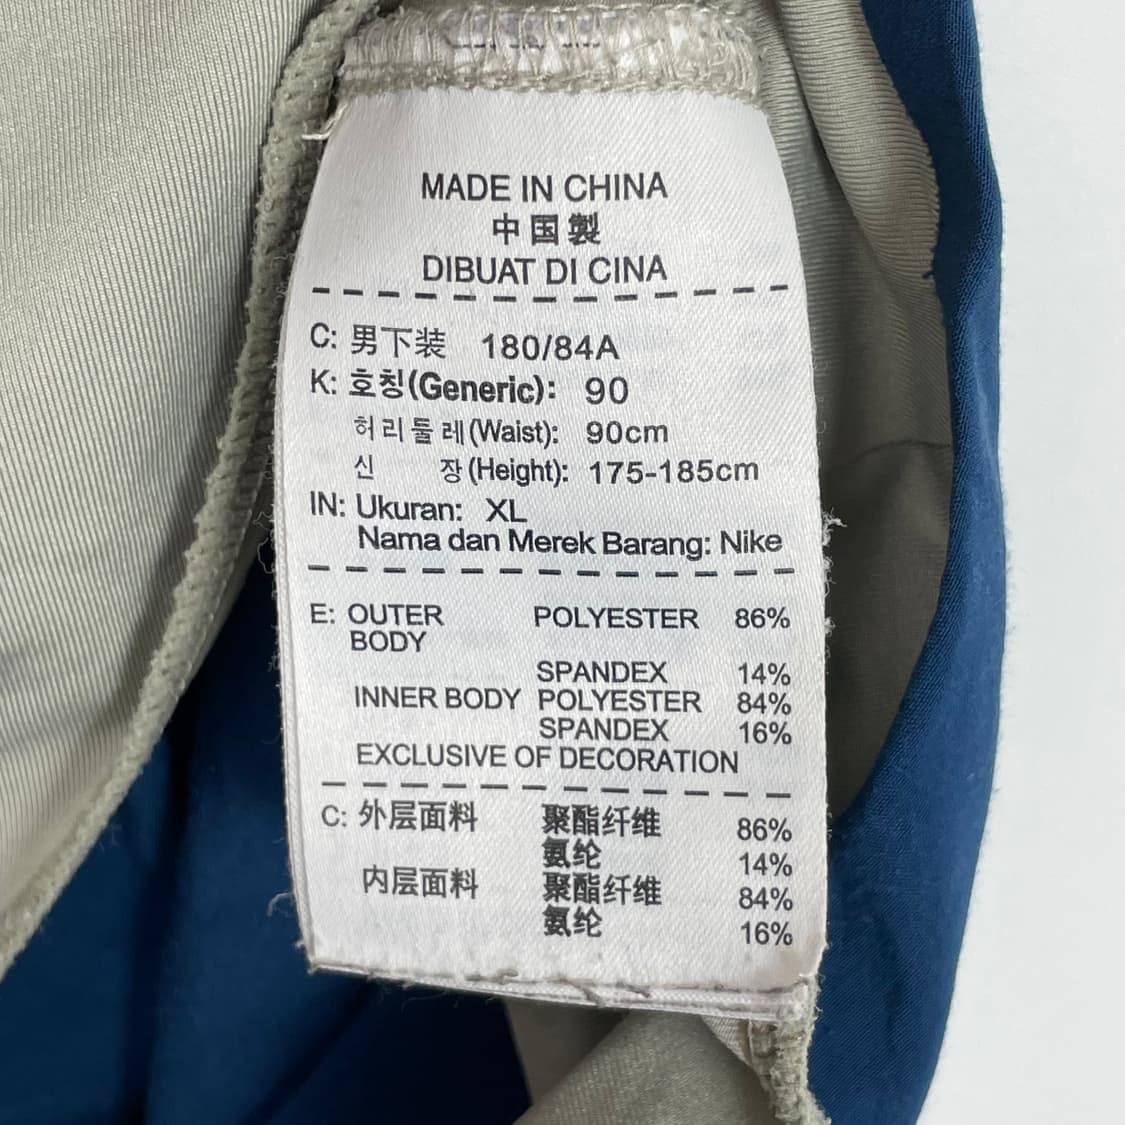 MADE IN CHINA
中国製
DIBUAT DI CINA
C: 男下装 180/84A
K: 호칭(Generic): 90
허리둘레(Waist): 90cm
신 장(Height): 175-185cm
IN: Ukuran: XL
Nama dan Merek Barang: Nike
E: OUTER BODY POLYESTER 86%
SPANDEX 14%
INNER BODY POLYESTER 84%
SPANDEX 16%
EXCLUSIVE OF DECORATION
C: 外层面料 聚酯纤维 86%
氨纶 14%
内层面料 聚酯纤维 84%
氨纶 16%